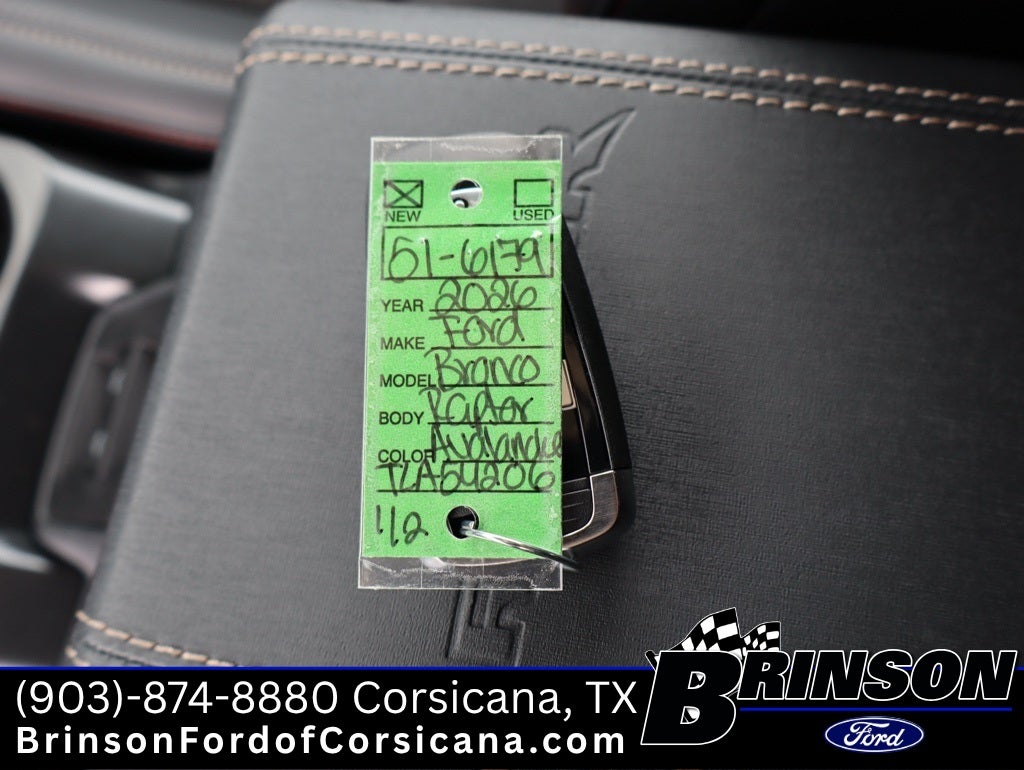 NEW USED
51-6179
YEAR 2026
MAKE Ford
MODEL Bronco
BODY Raptor
COLOR Avalanche
TLA54206
1/2
(903)-874-8880 Corsicana, TX
BrinsonFordofCorsicana.com
BRINSON
Ford